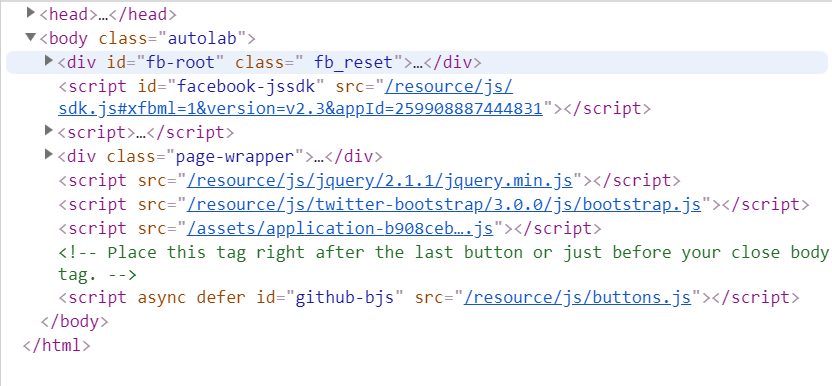 <head>…</head>
<body class="autolab">
<div id="fb-root" class=" fb_reset">…</div>
<script id="facebook-jssdk" src="/resource/js/
sdk.js#xfbml=1&version=v2.3&appId=259908887444831"></script>
<script>…</script>
<div class="page-wrapper">…</div>
<script src="/resource/js/jquery/2.1.1/jquery.min.js"></script>
<script src="/resource/js/twitter-bootstrap/3.0.0/js/bootstrap.js"></script>
<script src="/assets/application-b908ceb….js"></script>
<!-- Place this tag right after the last button or just before your close body
tag. -->
<script async defer id="github-bjs" src="/resource/js/buttons.js"></script>
</body>
</html>